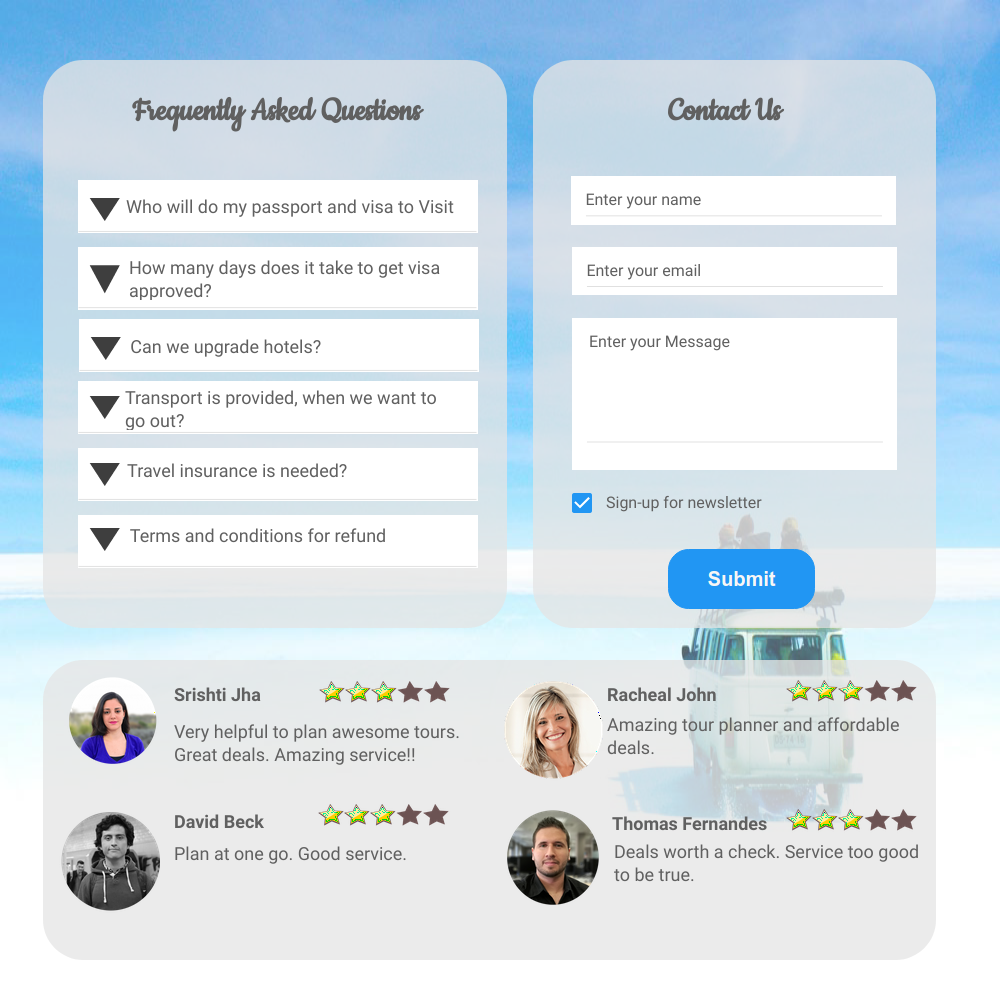 Frequently Asked Questions
Who will do my passport and visa to Visit
How many days does it take to get visa
approved?
Can we upgrade hotels?
Transport is provided, when we want to
go out?
Travel insurance is needed?
Terms and conditions for refund
Contact Us
Enter your name
Enter your email
Enter your Message
Sign-up for newsletter
Submit
Srishti Jha
Very helpful to plan awesome tours.
Great deals. Amazing service!!
Racheal John
Amazing tour planner and affordable
deals.
David Beck
Plan at one go. Good service.
Thomas Fernandes
Deals worth a check. Service too good
to be true.